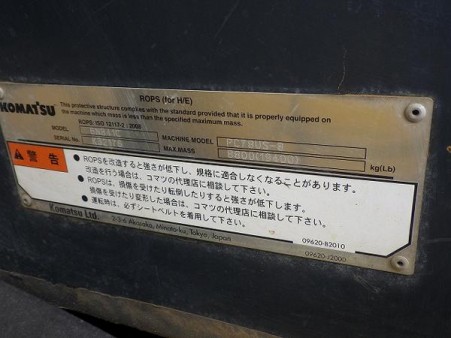 ROPS (for H/E)
KOMATSU
This protective structure complies with the standard provided that it is properly equipped on
the machine which mass is less than the specified maximum mass.
ROPS: ISO 12117-2 : 2008
MODEL
SERIAL No.
MACHINE MODEL PC78US-8
MAX.MASS kg(Lb)
警告
●ROPSを改造すると強さが低下し、規格に適合しなくなることがあります。
改造を行う場合は、コマツの代理店に相談して下さい。
●ROPSは、損傷を受けたり転倒したりすると強さが低下します。
損傷を受けたり変形した場合は、コマツの代理店に相談して下さい。
●運転時は、必ずシートベルトを着用して下さい。
09620-B2010
Komatsu Ltd. 2-3-6 Akasaka, Minato-ku, Tokyo, Japan
09620-J2000